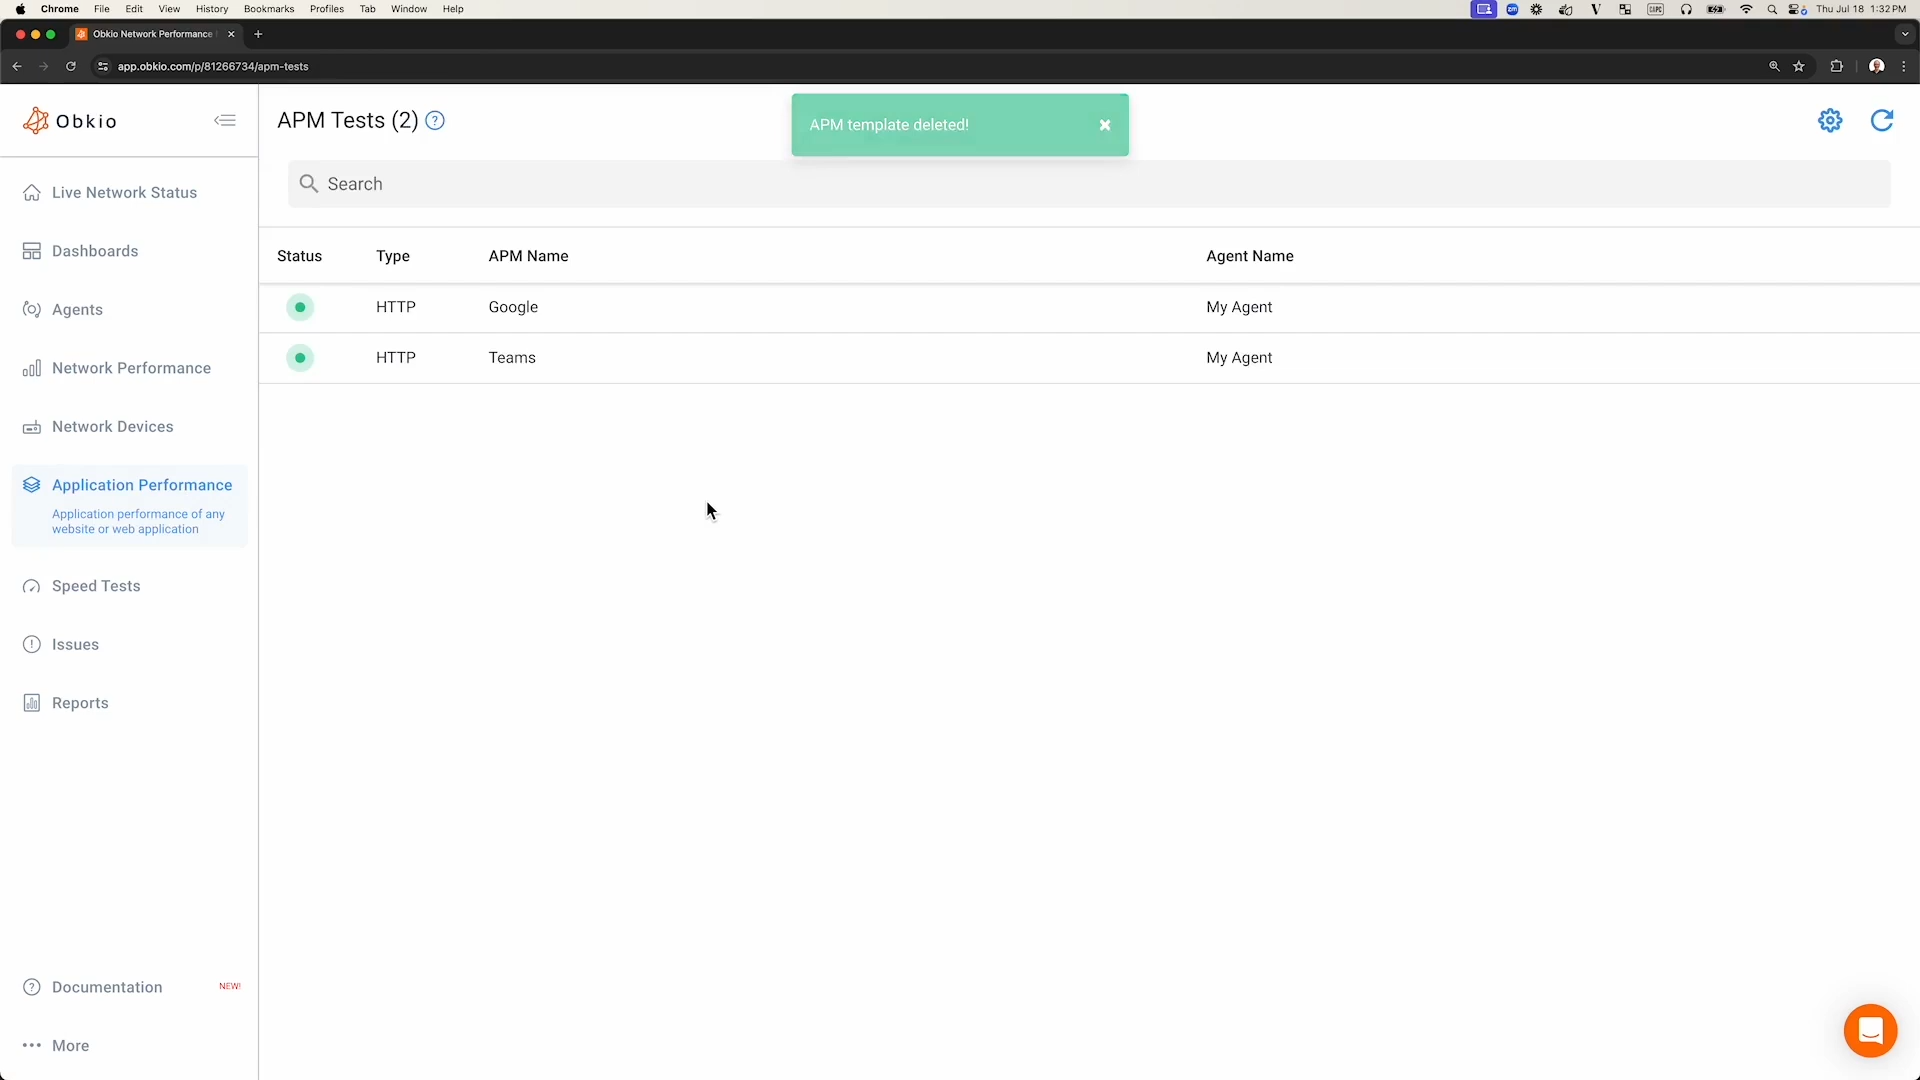 Chrome File Edit View History Bookmarks Profiles Tab Window Help
Thu Jul 18 1:32 PM
Obkio Network Performance
app.obkio.com/p/81266734/apm-tests
Obkio
APM Tests (2)
APM template deleted!
Search
Live Network Status
Dashboards
Agents
Network Performance
Network Devices
Application Performance
Application performance of any
website or web application
Speed Tests
Issues
Reports
Documentation NEW!
More
Status Type APM Name Agent Name
HTTP Google My Agent
HTTP Teams My Agent